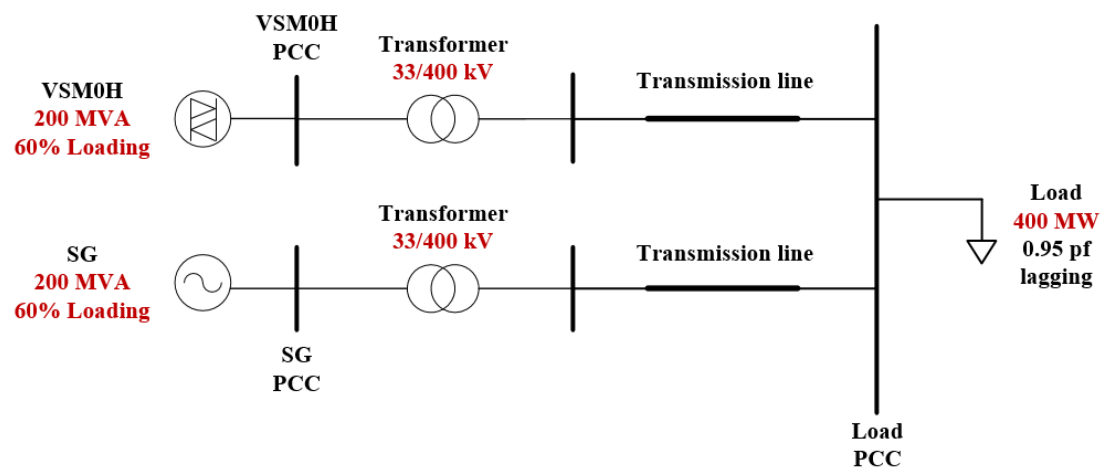 VSM0H
PCC
Transformer
33/400 kV
Transmission line
VSM0H
200 MVA
60% Loading
Transformer
33/400 kV
Transmission line
SG
200 MVA
60% Loading
SG
PCC
Load
400 MW
0.95 pf
lagging
Load
PCC